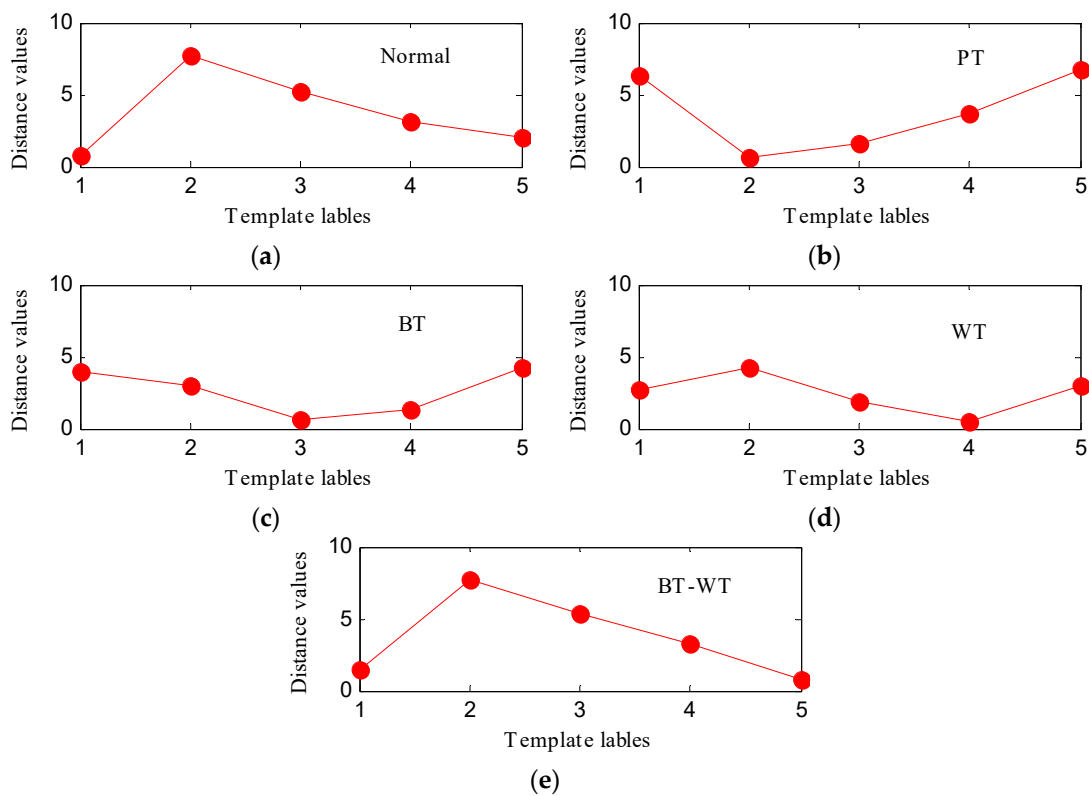 10
5
0
Distance values
Normal
1 2 3 4 5
Template lables
(a)
10
5
0
Distance values
PT
1 2 3 4 5
Template lables
(b)
10
5
0
Distance values
BT
1 2 3 4 5
Template lables
(c)
10
5
0
Distance values
WT
1 2 3 4 5
Template lables
(d)
10
5
0
Distance values
BT-WT
1 2 3 4 5
Template lables
(e)